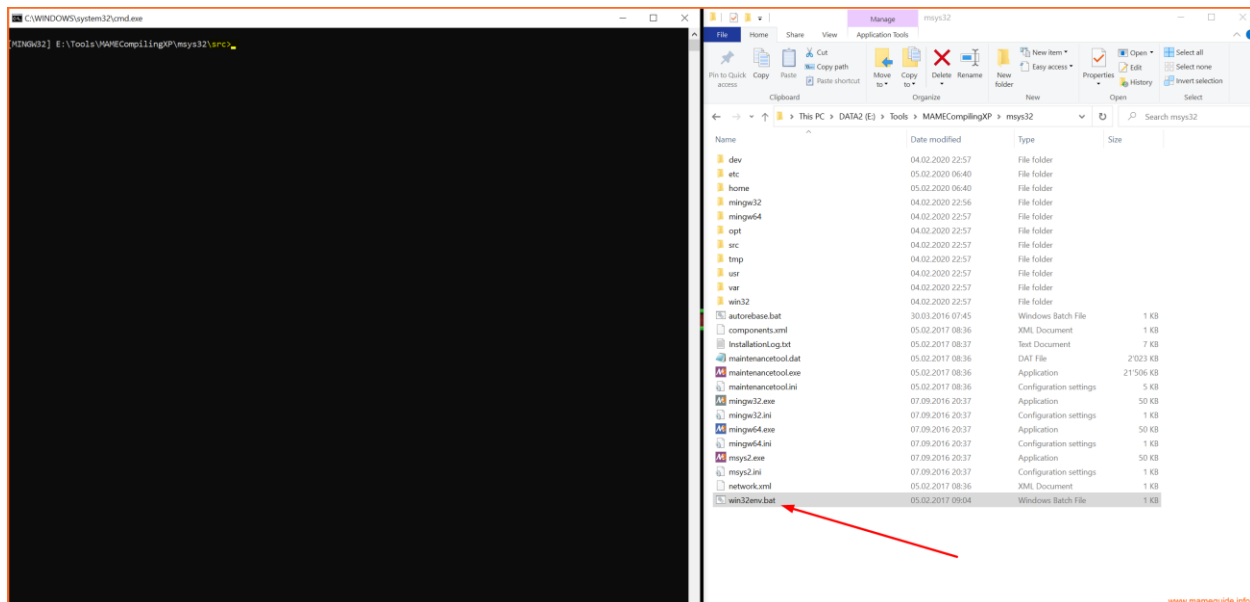 C:\WINDOWS\system32\cmd.exe
[MINGW32] E:\Tools\MAMECompilingXP\msys32\src>_
Manage msys32
File Home Share View Application Tools
Pin to Quick access
Copy
Paste
Cut
Copy path
Paste shortcut
Clipboard
Move to
Copy to
Delete
Rename
Organize
New folder
New item
Easy access
New
Properties
Open
Edit
History
Open
Select all
Select none
Invert selection
Select
This PC > DATA2 (E:) > Tools > MAMECompilingXP > msys32
Search msys32
Name Date modified Type Size
dev 04.02.2020 22:57 File folder
etc 05.02.2020 06:40 File folder
home 05.02.2020 06:40 File folder
mingw32 04.02.2020 22:56 File folder
mingw64 04.02.2020 22:57 File folder
opt 04.02.2020 22:57 File folder
src 04.02.2020 22:57 File folder
tmp 04.02.2020 22:57 File folder
usr 04.02.2020 22:57 File folder
var 04.02.2020 22:57 File folder
win32 04.02.2020 22:57 File folder
autorebase.bat 30.03.2016 07:45 Windows Batch File 1 KB
components.xml 05.02.2017 08:36 XML Document 1 KB
InstallationLog.txt 05.02.2017 08:37 Text Document 7 KB
maintenancetool.dat 05.02.2017 08:36 DAT File 2'023 KB
maintenancetool.exe 05.02.2017 08:36 Application 21'506 KB
maintenancetool.ini 05.02.2017 08:36 Configuration settings 5 KB
mingw32.exe 07.09.2016 20:37 Application 50 KB
mingw32.ini 07.09.2016 20:37 Configuration settings 1 KB
mingw64.exe 07.09.2016 20:37 Application 50 KB
mingw64.ini 07.09.2016 20:37 Configuration settings 1 KB
msys2.exe 07.09.2016 20:37 Application 50 KB
msys2.ini 07.09.2016 20:37 Configuration settings 1 KB
network.xml 05.02.2017 08:36 XML Document 1 KB
win32env.bat 05.02.2017 09:04 Windows Batch File 1 KB
www.mameguide.info